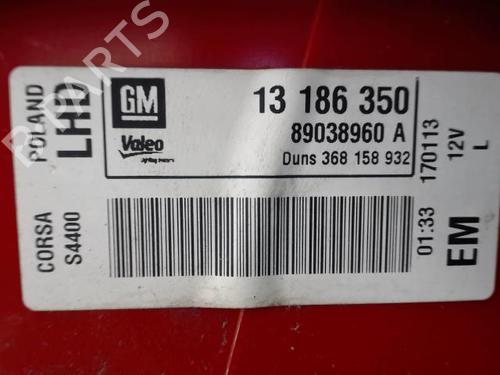 POLAND
LHD
GM
13 186 350
Valeo
89038960 A
Duns 368 158 932
CORSA
S4400
170113
12V
L
01:33
EM
B-PARTS